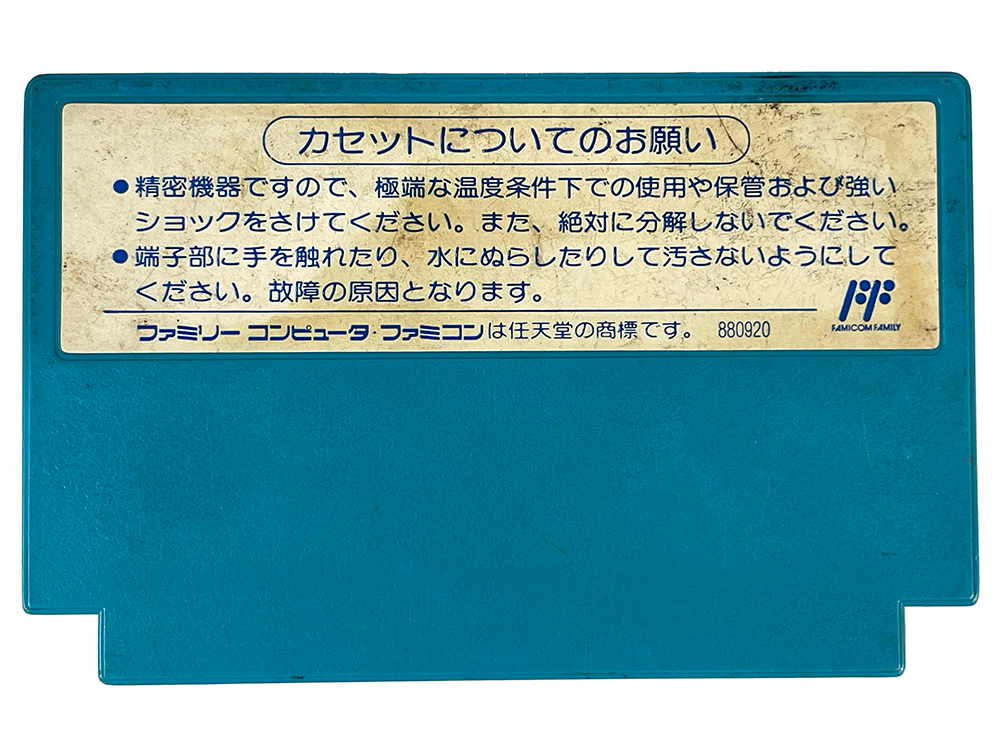 カセットについてのお願い
●精密機器ですので、極端な温度条件下での使用や保管および強い
ショックをさけてください。また、絶対に分解しないでください。
●端子部に手を触れたり、水にぬらしたりして汚さないようにして
ください。故障の原因となります。
ファミリーコンピュータ・ファミコンは任天堂の商標です。 880920
FAMICOM FAMILY